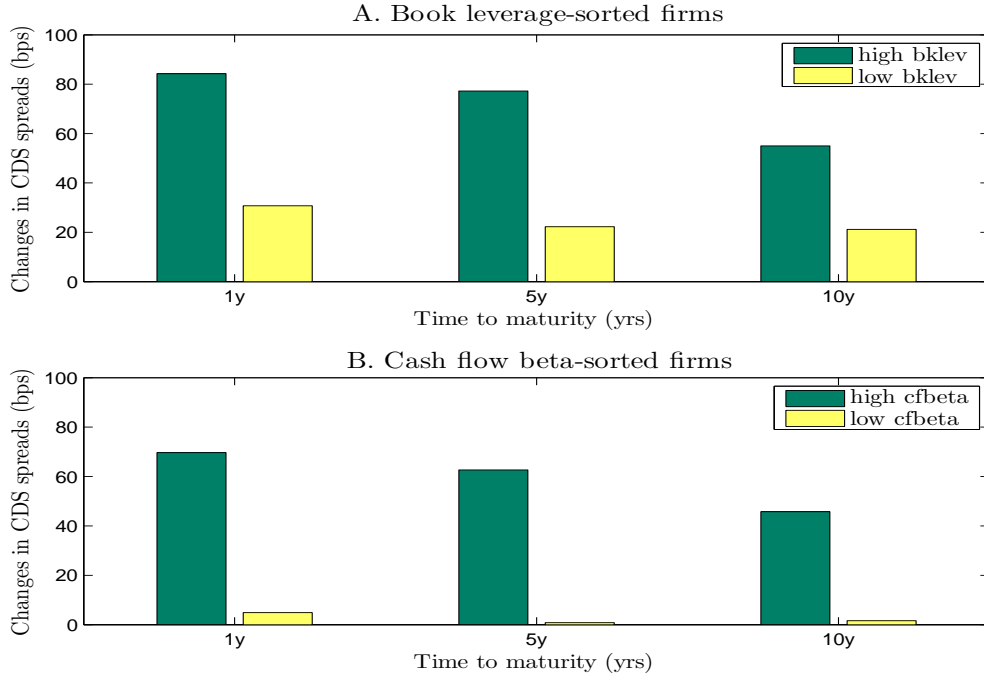 A. Book leverage-sorted firms
100
80
60
40
20
0
Changes in CDS spreads (bps)
high bklev
low bklev
1y
5y
10y
Time to maturity (yrs)
B. Cash flow beta-sorted firms
100
80
60
40
20
0
Changes in CDS spreads (bps)
high cfbeta
low cfbeta
1y
5y
10y
Time to maturity (yrs)